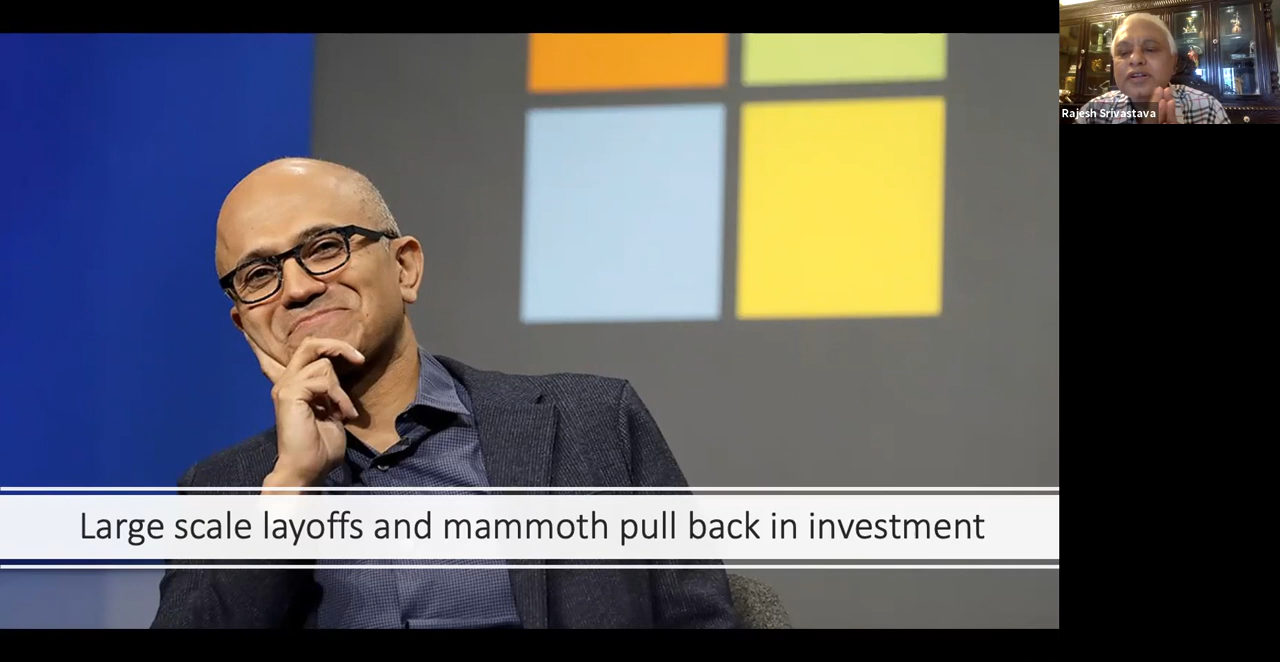 Rajesh Srivastava
Large scale layoffs and mammoth pull back in investment